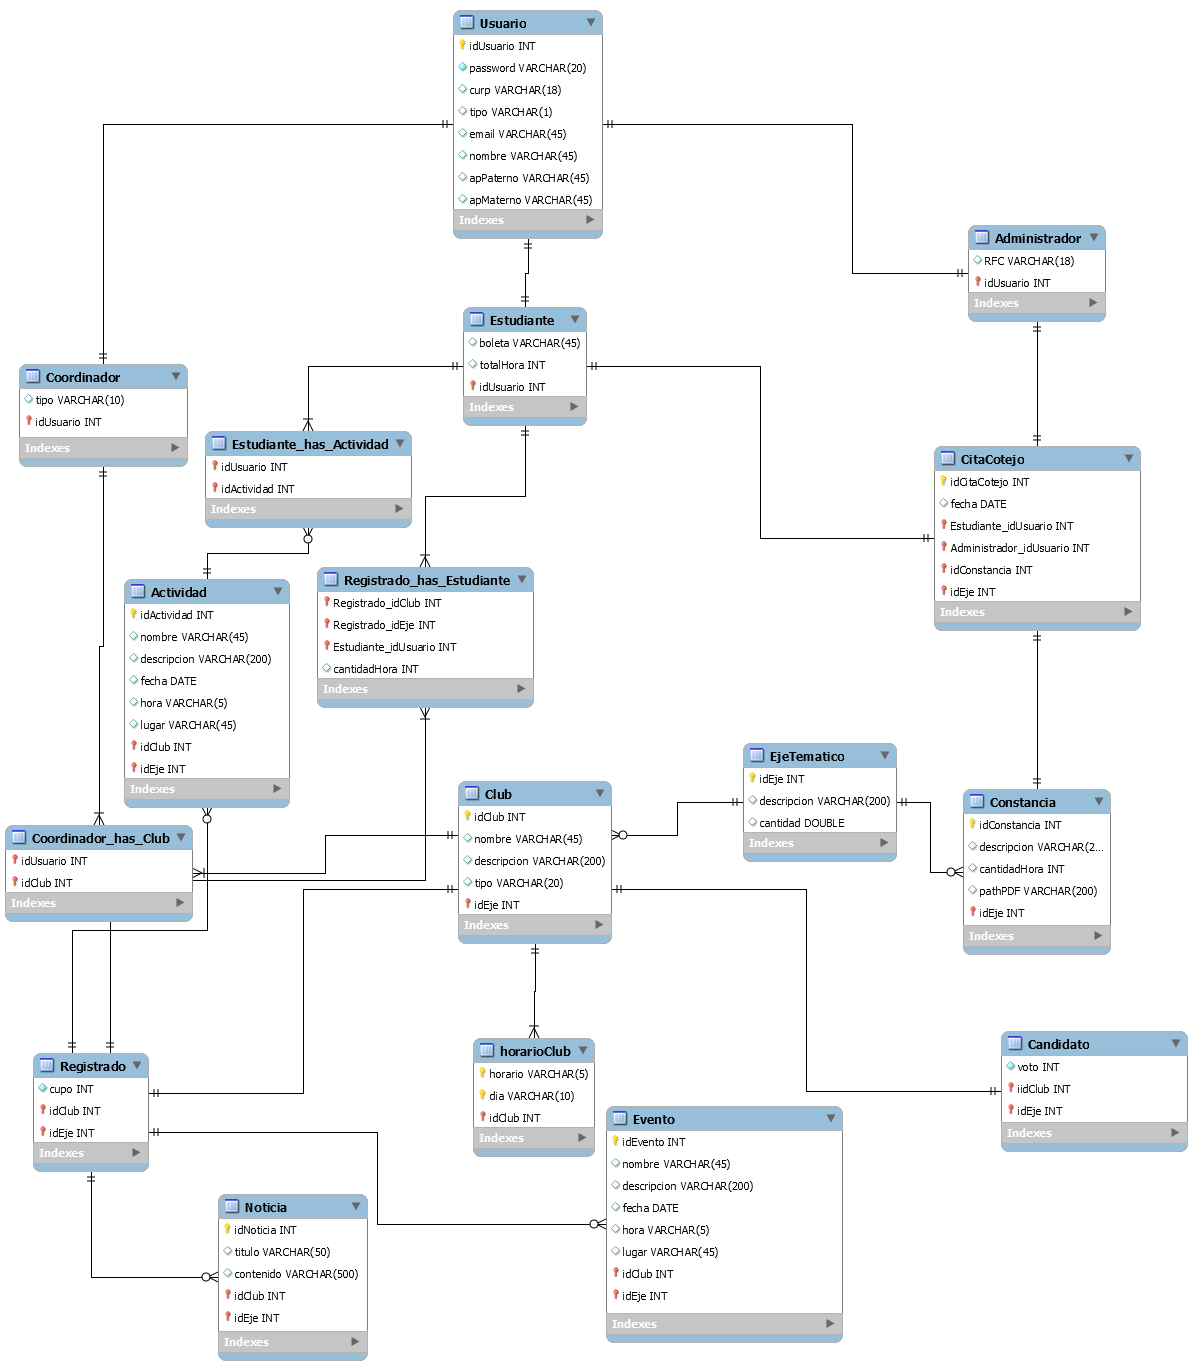 Usuario
idUsuario INT
password VARCHAR(20)
curp VARCHAR(18)
tipo VARCHAR(1)
email VARCHAR(45)
nombre VARCHAR(45)
apPaterno VARCHAR(45)
apMaterno VARCHAR(45)
Indexes
Administrador
RFC VARCHAR(18)
idUsuario INT
Indexes
Estudiante
boleta VARCHAR(45)
totalHora INT
idUsuario INT
Indexes
Coordinador
tipo VARCHAR(10)
idUsuario INT
Indexes
Estudiante_has_Actividad
idUsuario INT
idActividad INT
Indexes
CitaCotejo
idCitaCotejo INT
fecha DATE
Estudiante_idUsuario INT
Administrador_idUsuario INT
idConstancia INT
idEje INT
Indexes
Actividad
idActividad INT
nombre VARCHAR(45)
descripcion VARCHAR(200)
fecha DATE
hora VARCHAR(5)
lugar VARCHAR(45)
idClub INT
idEje INT
Indexes
Registrado_has_Estudiante
Registrado_idClub INT
Registrado_idEje INT
Estudiante_idUsuario INT
cantidadHora INT
Indexes
EjeTematico
idEje INT
descripcion VARCHAR(200)
cantidad DOUBLE
Indexes
Club
idClub INT
nombre VARCHAR(45)
descripcion VARCHAR(200)
tipo VARCHAR(20)
idEje INT
Indexes
Constancia
idConstancia INT
descripcion VARCHAR(2...
cantidadHora INT
pathPDF VARCHAR(200)
idEje INT
Indexes
Coordinador_has_Club
idUsuario INT
idClub INT
Indexes
Registrado
cupo INT
idClub INT
idEje INT
Indexes
horarioClub
horario VARCHAR(5)
dia VARCHAR(10)
idClub INT
Indexes
Candidato
voto INT
iidClub INT
idEje INT
Indexes
Evento
idEvento INT
nombre VARCHAR(45)
descripcion VARCHAR(200)
fecha DATE
hora VARCHAR(5)
lugar VARCHAR(45)
idClub INT
idEje INT
Indexes
Noticia
idNoticia INT
titulo VARCHAR(50)
contenido VARCHAR(500)
idClub INT
idEje INT
Indexes